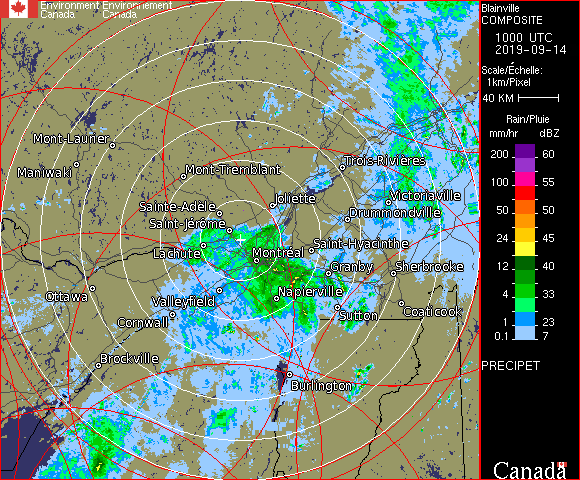 Environment Environnement
Canada Canada
Blainville
COMPOSITE
1000 UTC
2019-09-14
Scale/Échelle:
1km/Pixel
40 KM
Rain/Pluie
mm/hr dBZ
200 60
100 55
50 50
24 45
12 40
4 33
1 23
0.1 7
PRECIPET
Canada
Mont-Laurier
Maniwaki
Mont-Tremblant
Trois-Rivières
Sainte-Adèle
Joliette
Victoriaville
Drummondville
Saint-Jérôme
Saint-Hyacinthe
Lachute
Montréal
Granby
Sherbrooke
Ottawa
Valleyfield
Napierville
Cornwall
Sutton
Coaticook
Brockville
Burlington